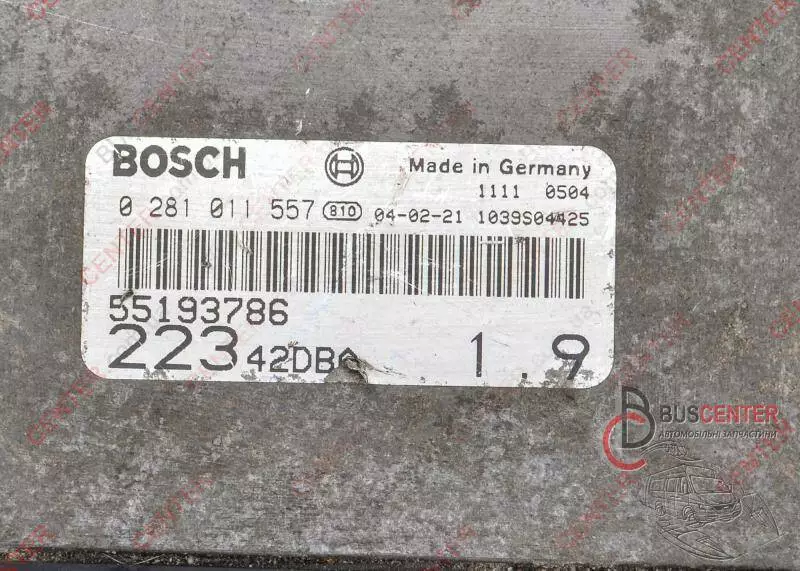 BOSCH Made in Germany
1111 0504
0 281 011 557 810 04-02-21 1039S04425
55193786
223 42DB 1.9
BUSCENTER
АВТОМОБІЛЬНІ ЗАПЧАСТИНИ